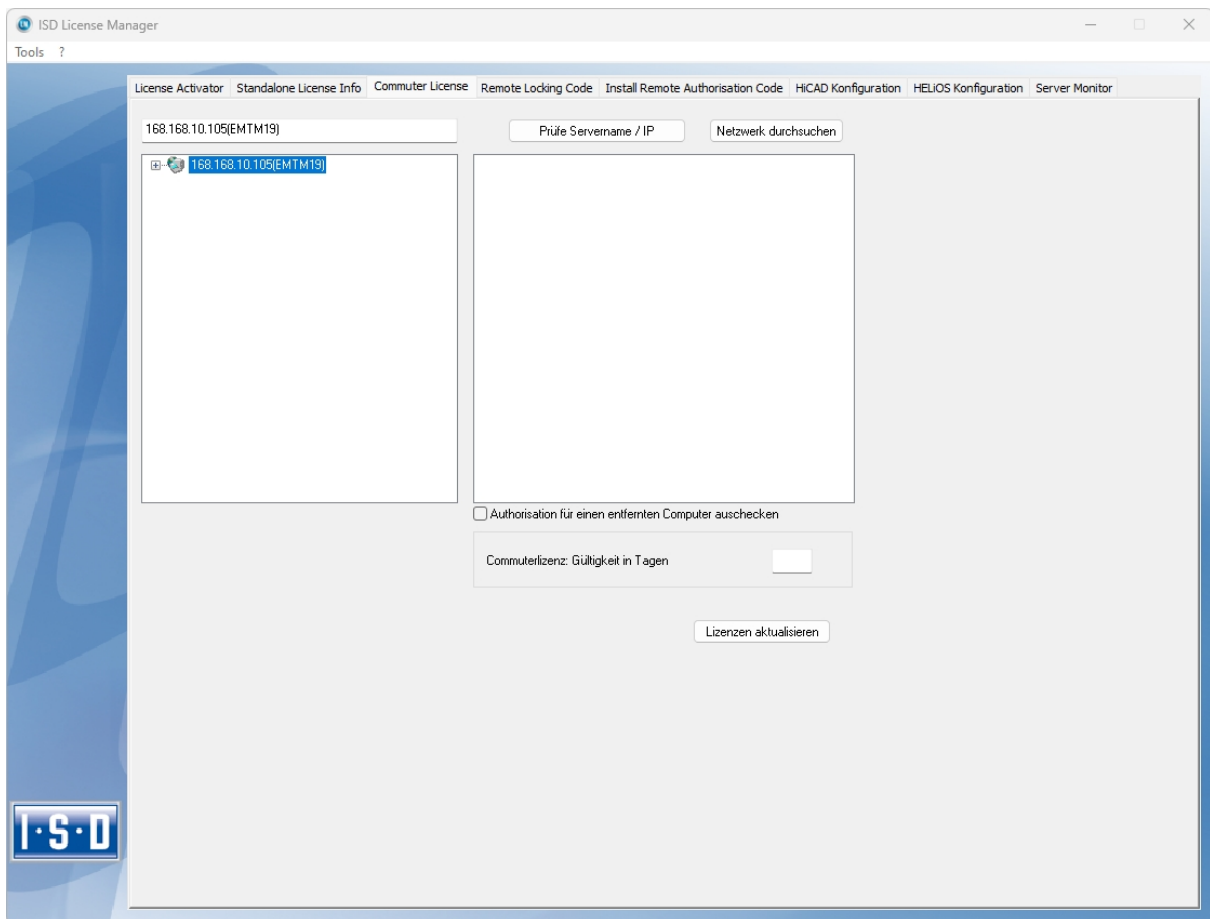 ISD License Manager
Tools ?
License Activator Standalone License Info Commuter License Remote Locking Code Install Remote Authorisation Code HiCAD Konfiguration HELiOS Konfiguration Server Monitor
168.168.10.105(EMTM19) Prüfe Servername / IP Netzwerk durchsuchen
168.168.10.105(EMTM19)
Authorisation für einen entfernten Computer auschecken
Commuterlizenz: Gültigkeit in Tagen
Lizenzen aktualisieren
I·S·D